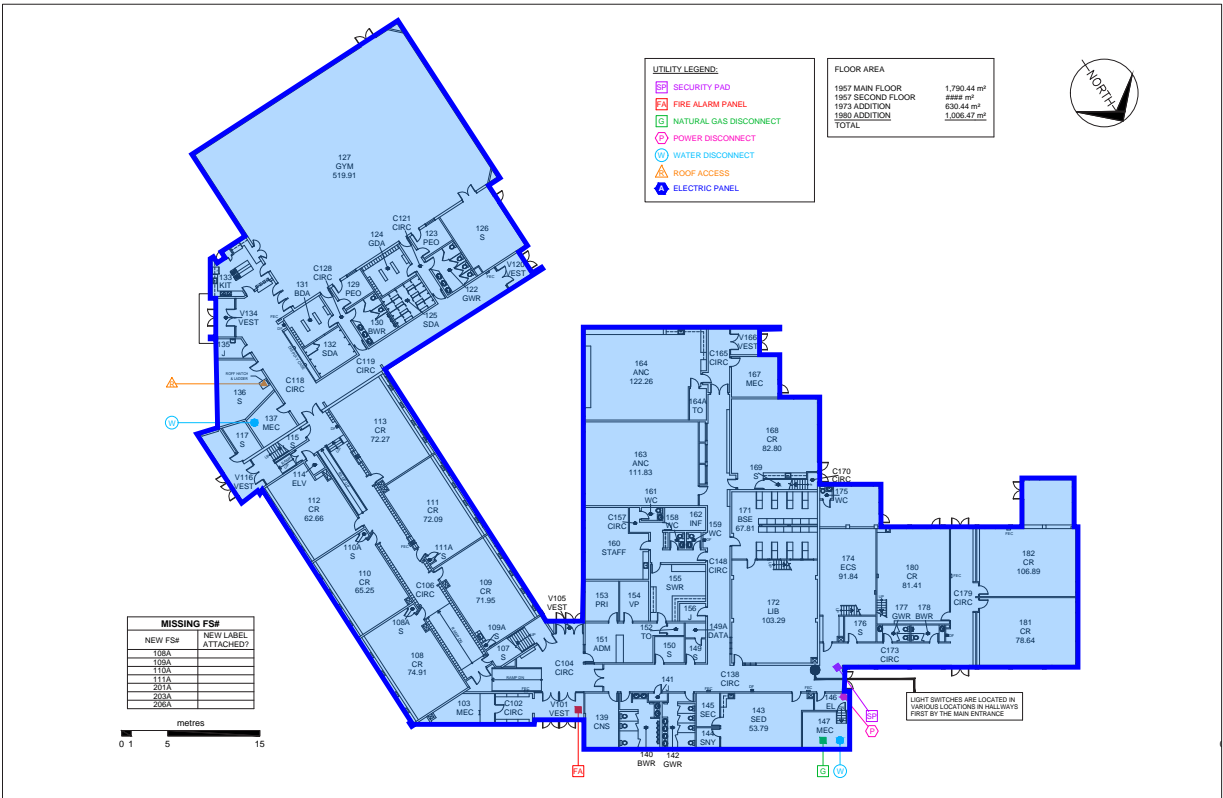 UTILITY LEGEND:
SP SECURITY PAD
FA FIRE ALARM PANEL
G NATURAL GAS DISCONNECT
P POWER DISCONNECT
W WATER DISCONNECT
R ROOF ACCESS
A ELECTRIC PANEL
FLOOR AREA
1957 MAIN FLOOR 1,790.44 m²
1957 SECOND FLOOR #### m²
1973 ADDITION 630.44 m²
1980 ADDITION 1,006.47 m²
TOTAL
NORTH
127
GYM
519.91
C121
CIRC
124
GDA
123
PEO
126
S
V120
VEST
122
GWR
C128
CIRC
129
PEO
131
BDA
133
KIT
125
SDA
130
BWR
132
SDA
V134
VEST
135
J
C119
CIRC
C118
CIRC
ROOF HATCH
& LADDER
R
136
S
W
137
MEC
117
S
115
S
V116
VEST
114
ELV
113
CR
72.27
112
CR
62.66
111
CR
72.09
110A
S
111A
S
110
CR
65.25
C106
CIRC
109
CR
71.95
108A
S
109A
S
108
CR
74.91
107
S
V105
VEST
C104
CIRC
RAMP DN
103
MEC
C102
CIRC
V101
VEST
FA
164
ANC
122.26
C165
CIRC
V166
VEST
167
MEC
164A
TO
168
CR
82.80
163
ANC
111.83
169
S
C170
CIRC
161
WC
162
INF
171
BSE
67.81
175
WC
C157
CIRC
158
WC
159
WC
160
STAFF
C148
CIRC
155
SWR
153
PRI
154
VP
156
J
172
LIB
103.29
174
ECS
91.84
180
CR
81.41
182
CR
106.89
C179
CIRC
181
CR
78.64
177
GWR
178
BWR
176
S
C173
CIRC
151
ADM
152
TO
150
S
149
S
149A
DATA
C138
CIRC
141
J
139
CNS
145
SEC
144
SNY
143
SED
53.79
146
EL
147
MEC
140
BWR
142
GWR
SP
P
G
W
LIGHT SWITCHES ARE LOCATED IN
VARIOUS LOCATIONS IN HALLWAYS
FIRST BY THE MAIN ENTRANCE
MISSING FS#
NEW FS# NEW LABEL
ATTACHED?
108A
109A
110A
111A
201A
203A
206A
metres
0 1 5 15